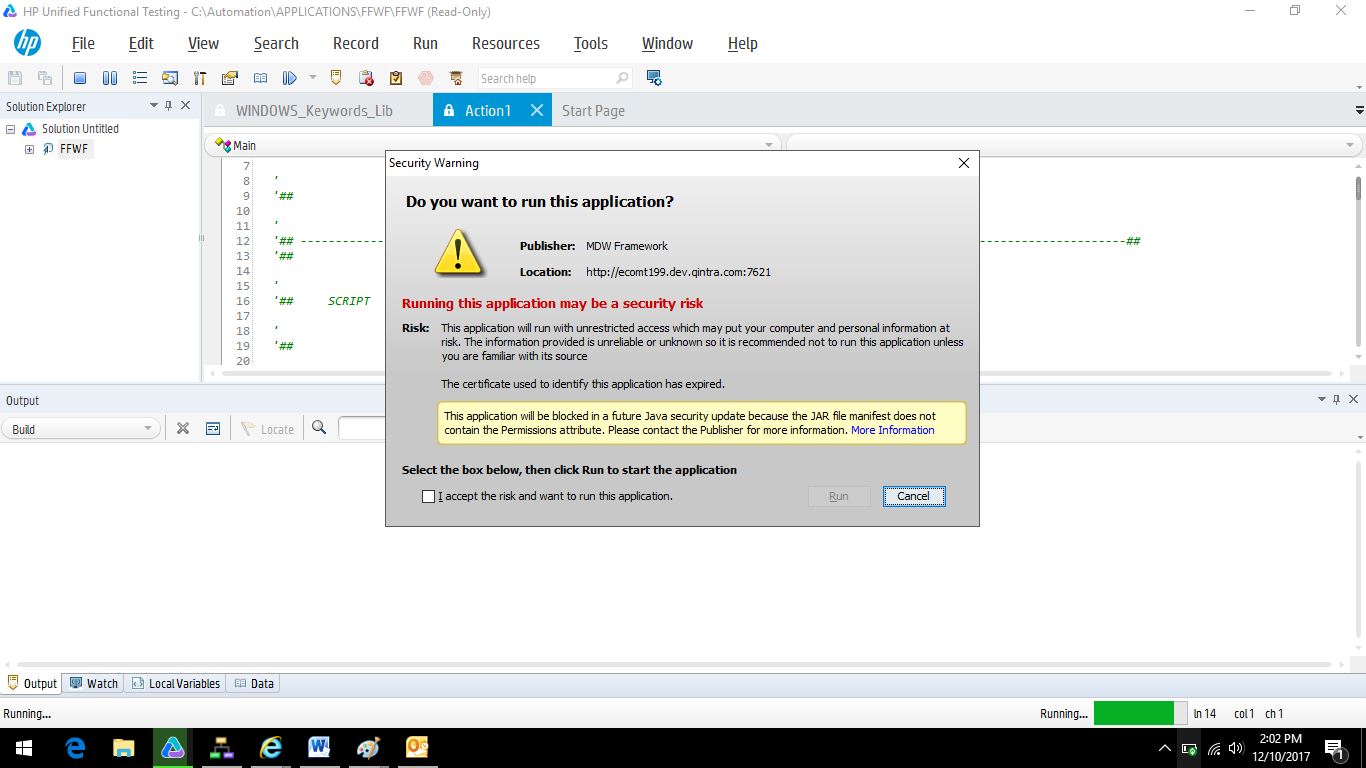 HP Unified Functional Testing - C:\Automation\APPLICATIONS\FFWF\FFWF (Read-Only)
hp File Edit View Search Record Run Resources Tools Window Help
Search help
Solution Explorer
Solution Untitled
FFWF
WINDOWS_Keywords_Lib Action1 Start Page
Main
7
8 '
9 '##
10
11 '
12 '## ------------------------------##
13 '##
14
15 '
16 '## SCRIPT
17
18 '
19 '##
20
Security Warning
Do you want to run this application?
Publisher: MDW Framework
Location: http://ecomt199.dev.qintra.com:7621
Running this application may be a security risk
Risk: This application will run with unrestricted access which may put your computer and personal information at
risk. The information provided is unreliable or unknown so it is recommended not to run this application unless
you are familiar with its source
The certificate used to identify this application has expired.
This application will be blocked in a future Java security update because the JAR file manifest does not
contain the Permissions attribute. Please contact the Publisher for more information. More Information
Select the box below, then click Run to start the application
I accept the risk and want to run this application.
Run Cancel
Output
Build Locate
Output Watch Local Variables Data
Running... Running... ln 14 col 1 ch 1
2:02 PM
12/10/2017
1